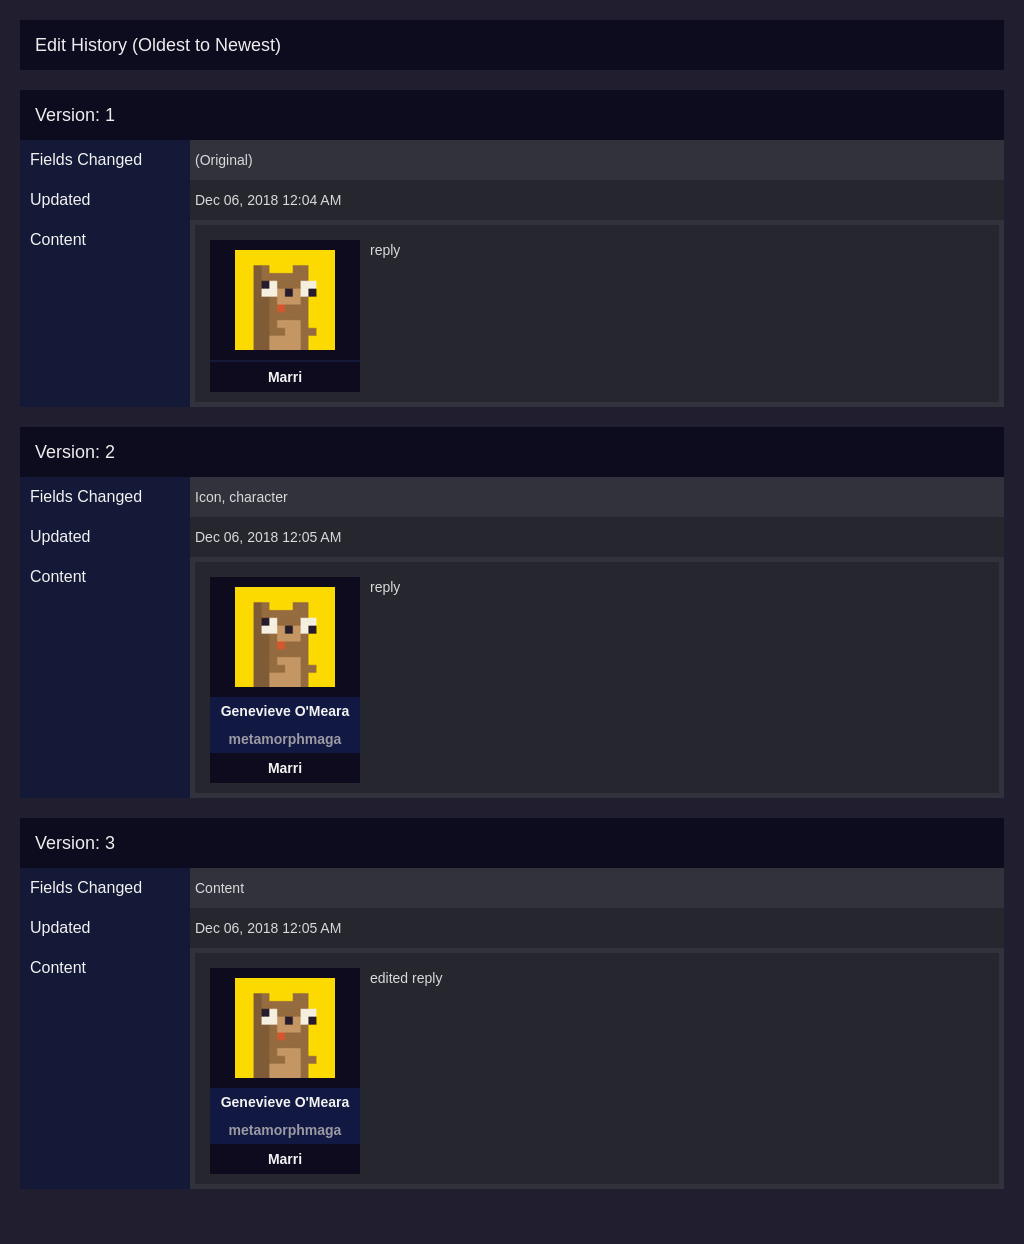 Edit History (Oldest to Newest)
Version: 1
Fields Changed
(Original)
Updated
Dec 06, 2018 12:04 AM
Content
reply
Marri
Version: 2
Fields Changed
Icon, character
Updated
Dec 06, 2018 12:05 AM
Content
reply
Genevieve O'Meara
metamorphmaga
Marri
Version: 3
Fields Changed
Content
Updated
Dec 06, 2018 12:05 AM
Content
edited reply
Genevieve O'Meara
metamorphmaga
Marri